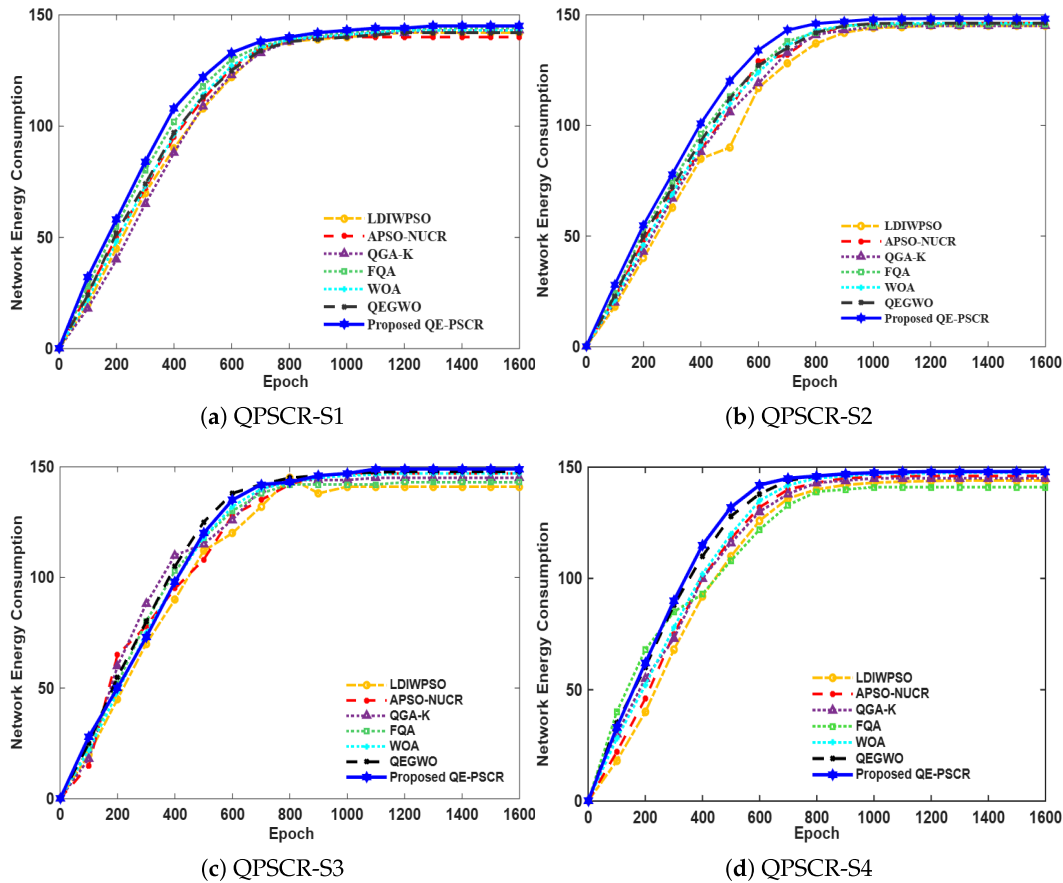 Network Energy Consumption
150
100
50
0
0 200 400 600 800 1000 1200 1400 1600
Epoch
LDIWPSO
APSO-NUCR
QGA-K
FQA
WOA
QEGWO
Proposed QE-PSCR
(a) QPSCR-S1
Network Energy Consumption
150
100
50
0
0 200 400 600 800 1000 1200 1400 1600
Epoch
LDIWPSO
APSO-NUCR
QGA-K
FQA
WOA
QEGWO
Proposed QE-PSCR
(b) QPSCR-S2
Network Energy Consumption
150
100
50
0
0 200 400 600 800 1000 1200 1400 1600
Epoch
LDIWPSO
APSO-NUCR
QGA-K
FQA
WOA
QEGWO
Proposed QE-PSCR
(c) QPSCR-S3
Network Energy Consumption
150
100
50
0
0 200 400 600 800 1000 1200 1400 1600
Epoch
LDIWPSO
APSO-NUCR
QGA-K
FQA
WOA
QEGWO
Proposed QE-PSCR
(d) QPSCR-S4